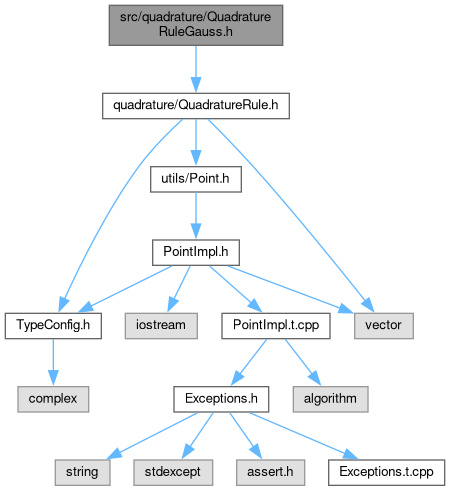 src/quadrature/Quadrature
RuleGauss.h
quadrature/QuadratureRule.h
utils/Point.h
PointImpl.h
TypeConfig.h
iostream
PointImpl.t.cpp
vector
complex
Exceptions.h
algorithm
string
stdexcept
assert.h
Exceptions.t.cpp